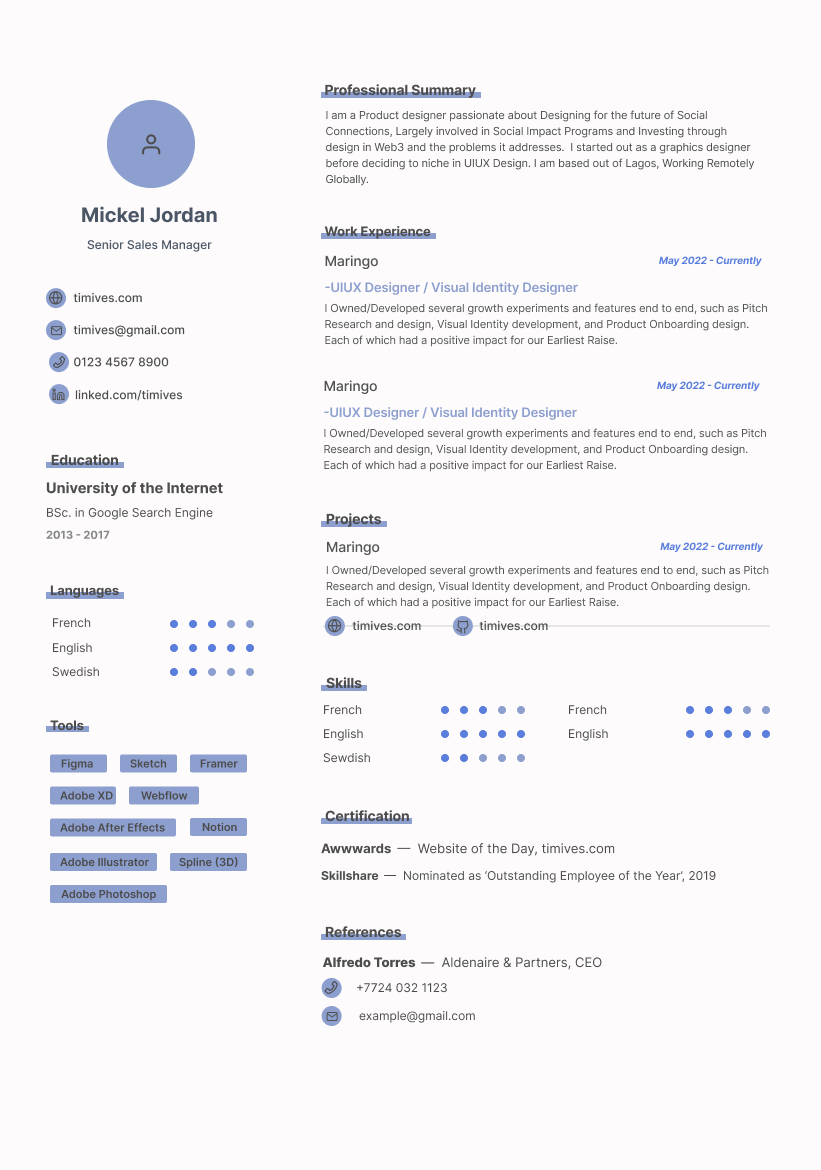 Mickel Jordan
Senior Sales Manager
timives.com
timives@gmail.com
0123 4567 8900
linked.com/timives
Education
University of the Internet
BSc. in Google Search Engine
2013 - 2017
Languages
French
English
Swedish
Tools
Figma Sketch Framer
Adobe XD Webflow
Adobe After Effects Notion
Adobe Illustrator Spline (3D)
Adobe Photoshop
Professional Summary
I am a Product designer passionate about Designing for the future of Social
Connections, Largely involved in Social Impact Programs and Investing through
design in Web3 and the problems it addresses. I started out as a graphics designer
before deciding to niche in UIUX Design. I am based out of Lagos, Working Remotely
Globally.
Work Experience
Maringo May 2022 - Currently
-UIUX Designer / Visual Identity Designer
I Owned/Developed several growth experiments and features end to end, such as Pitch
Research and design, Visual Identity development, and Product Onboarding design.
Each of which had a positive impact for our Earliest Raise.
Maringo May 2022 - Currently
-UIUX Designer / Visual Identity Designer
I Owned/Developed several growth experiments and features end to end, such as Pitch
Research and design, Visual Identity development, and Product Onboarding design.
Each of which had a positive impact for our Earliest Raise.
Projects
Maringo May 2022 - Currently
I Owned/Developed several growth experiments and features end to end, such as Pitch
Research and design, Visual Identity development, and Product Onboarding design.
Each of which had a positive impact for our Earliest Raise.
timives.com timives.com
Skills
French French
English English
Sewdish
Certification
Awwwards — Website of the Day, timives.com
Skillshare — Nominated as ‘Outstanding Employee of the Year’, 2019
References
Alfredo Torres — Aldenaire & Partners, CEO
+7724 032 1123
example@gmail.com